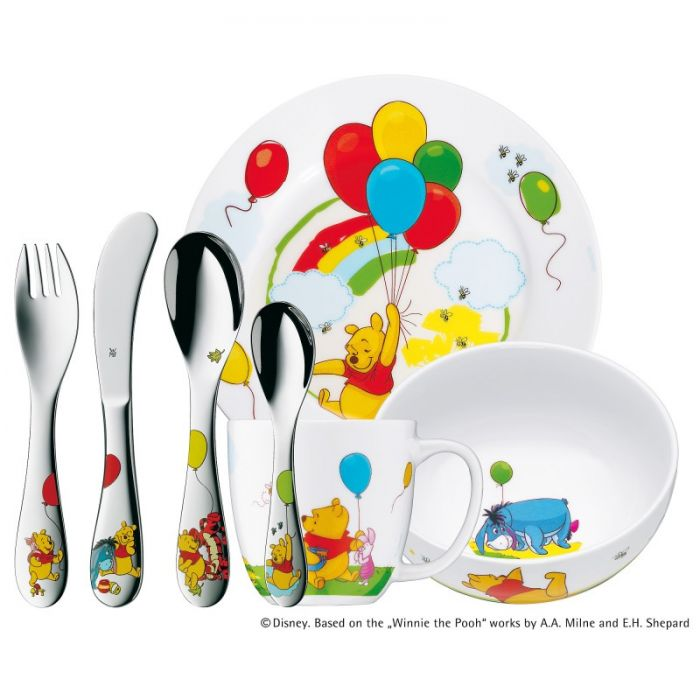 ©Disney. Based on the „Winnie the Pooh“ works by A.A. Milne and E.H. Shepard